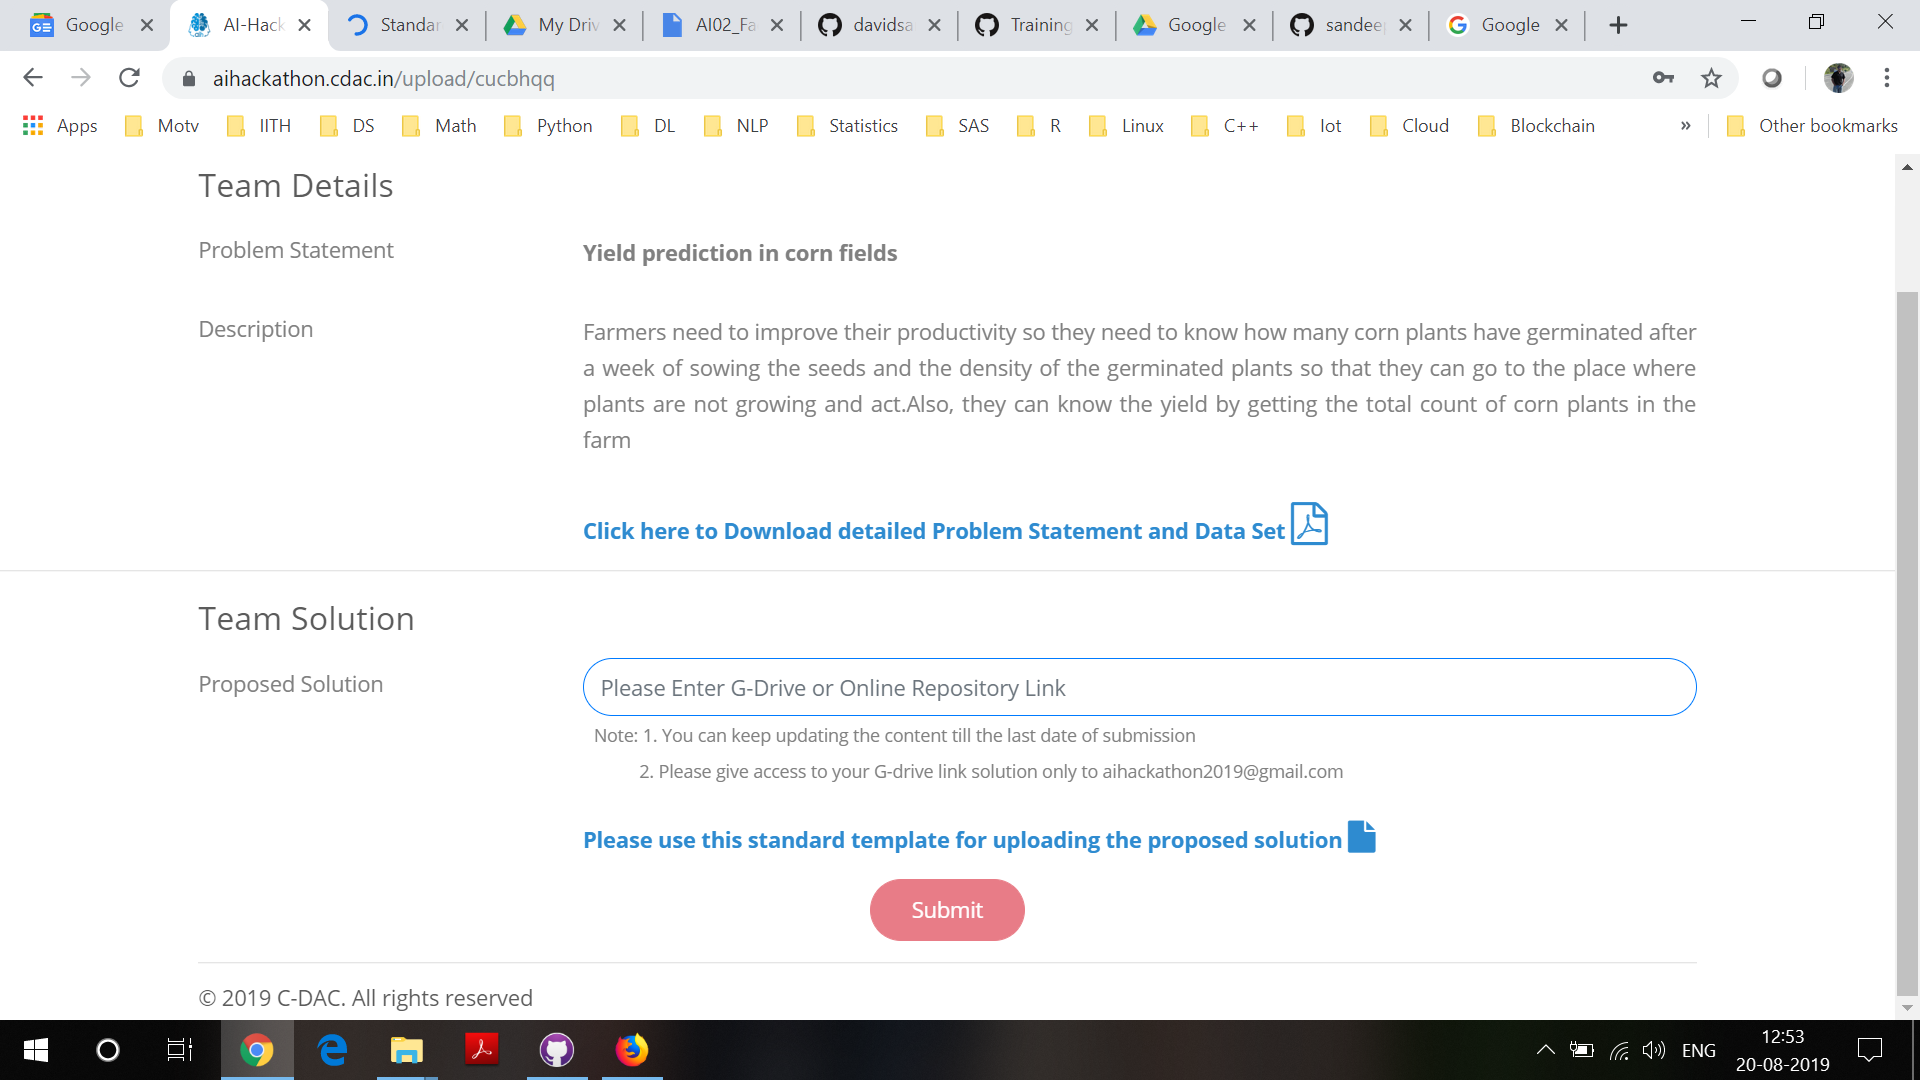 Google
AI-Hack
Standar
My Driv
AI02_Fa
davidsa
Training
Google
sandeep
Google
aihackathon.cdac.in/upload/cucbhqq
Apps
Motv
IITH
DS
Math
Python
DL
NLP
Statistics
SAS
R
Linux
C++
Iot
Cloud
Blockchain
»
Other bookmarks
Team Details
Problem Statement
Yield prediction in corn fields
Description
Farmers need to improve their productivity so they need to know how many corn plants have germinated after
a week of sowing the seeds and the density of the germinated plants so that they can go to the place where
plants are not growing and act.Also, they can know the yield by getting the total count of corn plants in the
farm
Click here to Download detailed Problem Statement and Data Set
Team Solution
Proposed Solution
Please Enter G-Drive or Online Repository Link
Note: 1. You can keep updating the content till the last date of submission
2. Please give access to your G-drive link solution only to aihackathon2019@gmail.com
Please use this standard template for uploading the proposed solution
Submit
© 2019 C-DAC. All rights reserved
ENG
12:53
20-08-2019